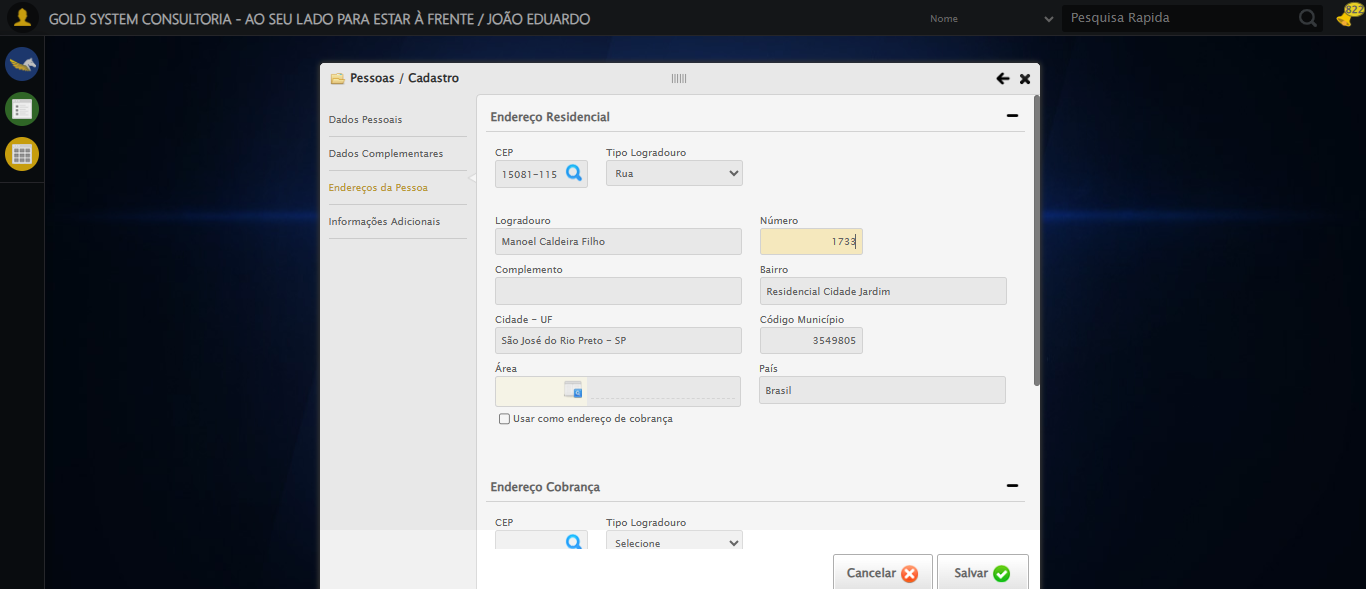 GOLD SYSTEM CONSULTORIA - AO SEU LADO PARA ESTAR À FRENTE / JOÃO EDUARDO
Nome
Pesquisa Rapida
822
Pessoas / Cadastro
Dados Pessoais
Dados Complementares
Endereços da Pessoa
Informações Adicionais
Endereço Residencial
CEP Tipo Logradouro
15081-115 Rua
Logradouro Número
Manoel Caldeira Filho 1733
Complemento Bairro
Residencial Cidade Jardim
Cidade - UF Código Município
São José do Rio Preto - SP 3549805
Área País
Brasil
Usar como endereço de cobrança
Endereço Cobrança
CEP Tipo Logradouro
Selecione
Cancelar Salvar